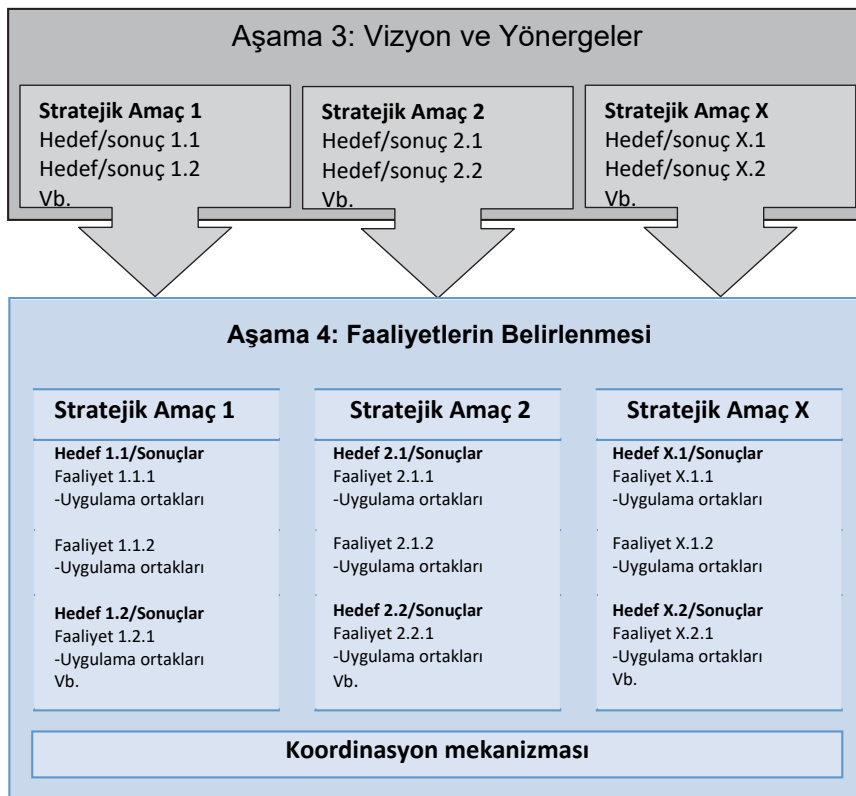 Aşama 3: Vizyon ve Yönergeler
Stratejik Amaç 1
Hedef/sonuç 1.1
Hedef/sonuç 1.2
Vb.
Stratejik Amaç 2
Hedef/sonuç 2.1
Hedef/sonuç 2.2
Vb.
Stratejik Amaç X
Hedef/sonuç X.1
Hedef/sonuç X.2
Vb.
Aşama 4: Faaliyetlerin Belirlenmesi
Stratejik Amaç 1
Hedef 1.1/Sonuçlar
Faaliyet 1.1.1
-Uygulama ortakları
Faaliyet 1.1.2
-Uygulama ortakları
Hedef 1.2/Sonuçlar
Faaliyet 1.2.1
-Uygulama ortakları
Vb.
Stratejik Amaç 2
Hedef 2.1/Sonuçlar
Faaliyet 2.1.1
-Uygulama ortakları
Faaliyet 2.1.2
-Uygulama ortakları
Hedef 2.2/Sonuçlar
Faaliyet 2.2.1
-Uygulama ortakları
Vb.
Stratejik Amaç X
Hedef X.1/Sonuçlar
Faaliyet X.1.1
-Uygulama ortakları
Faaliyet X.1.2
-Uygulama ortakları
Hedef X.2/Sonuçlar
Faaliyet X.2.1
-Uygulama ortakları
Vb.
Koordinasyon mekanizması